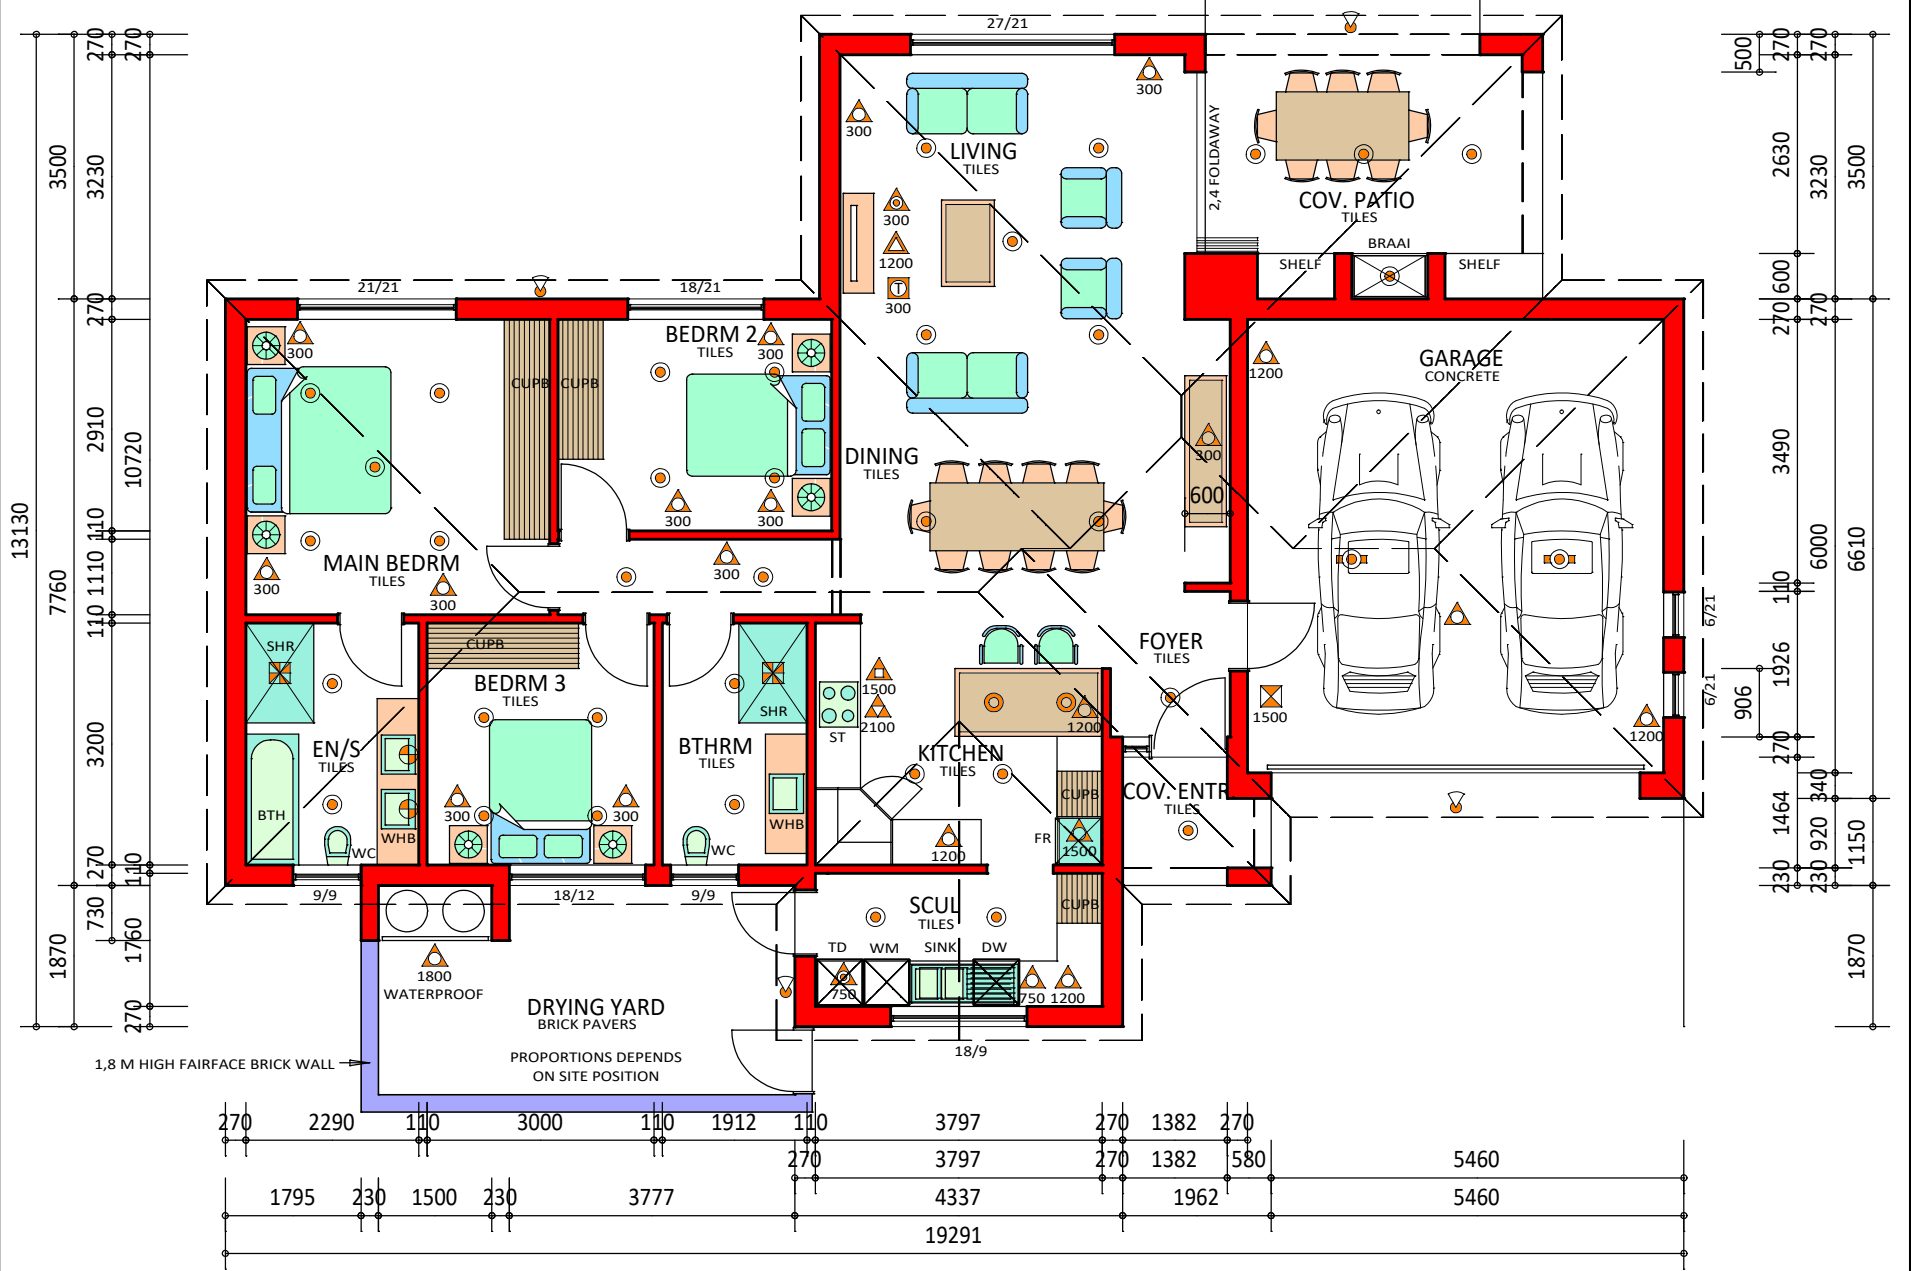 27/21
270
270
3500
3230
270
2910
10720
110
1110
110
13130
7760
3200
270
110
730
1760
1870
270
500
270
270
2630
3230
3500
600
270
270
3490
6000
6610
110
1926
906
270
340
1464
920
1150
230
230
1870
300
300
LIVING
TILES
2,4 FOLDAWAY
COV. PATIO
TILES
BRAAI
SHELF
SHELF
300
1200
T
300
21/21
18/21
BEDRM 2
TILES
300
300
CUPB
CUPB
GARAGE
CONCRETE
1200
DINING
TILES
300
600
300
300
MAIN BEDRM
TILES
300
300
300
6/21
6/21
SHR
CUPB
BEDRM 3
TILES
SHR
FOYER
TILES
1500
2100
ST
1200
1500
1200
EN/S
TILES
BTHRM
TILES
KITCHEN
TILES
CUPB
COV. ENTR
TILES
BTH
WHB
WC
300
300
WHB
WC
1200
FR
1500
9/9
18/12
9/9
SCUL
TILES
CUPB
TD
WM
SINK
DW
750
750
1200
1800
WATERPROOF
DRYING YARD
BRICK PAVERS
1,8 M HIGH FAIRFACE BRICK WALL
PROPORTIONS DEPENDS
ON SITE POSITION
18/9
270 2290 110 3000 110 1912 110 3797 270 1382 270
270 3797 270 1382 580 5460
1795 230 1500 230 3777 4337 1962 5460
19291